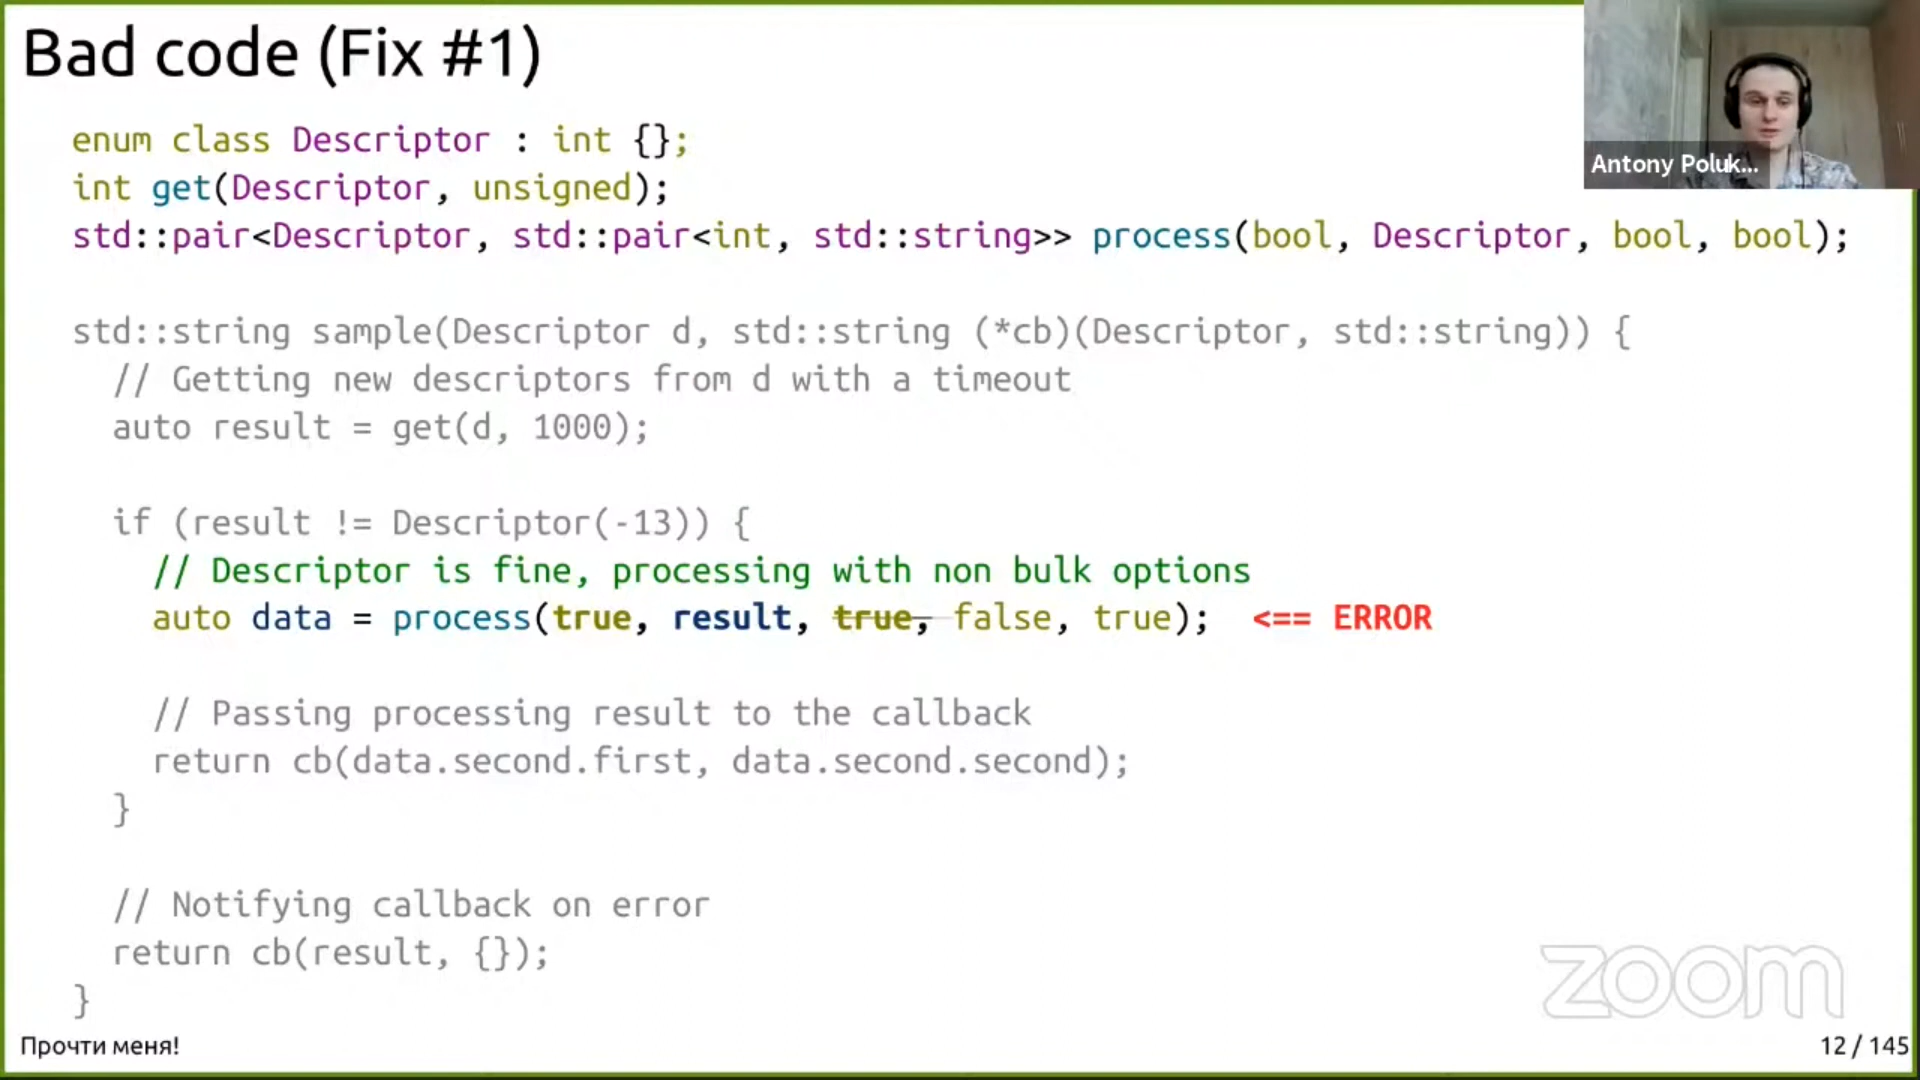 Bad code (Fix #1)
Antony Poluk...
enum class Descriptor : int {};
int get(Descriptor, unsigned);
std::pair<Descriptor, std::pair<int, std::string>> process(bool, Descriptor, bool, bool);
std::string sample(Descriptor d, std::string (*cb)(Descriptor, std::string)) {
// Getting new descriptors from d with a timeout
auto result = get(d, 1000);
if (result != Descriptor(-13)) {
// Descriptor is fine, processing with non bulk options
auto data = process(true, result, true, false, true); <== ERROR
// Passing processing result to the callback
return cb(data.second.first, data.second.second);
}
// Notifying callback on error
return cb(result, {});
}
zoom
Прочти меня!
12 / 145